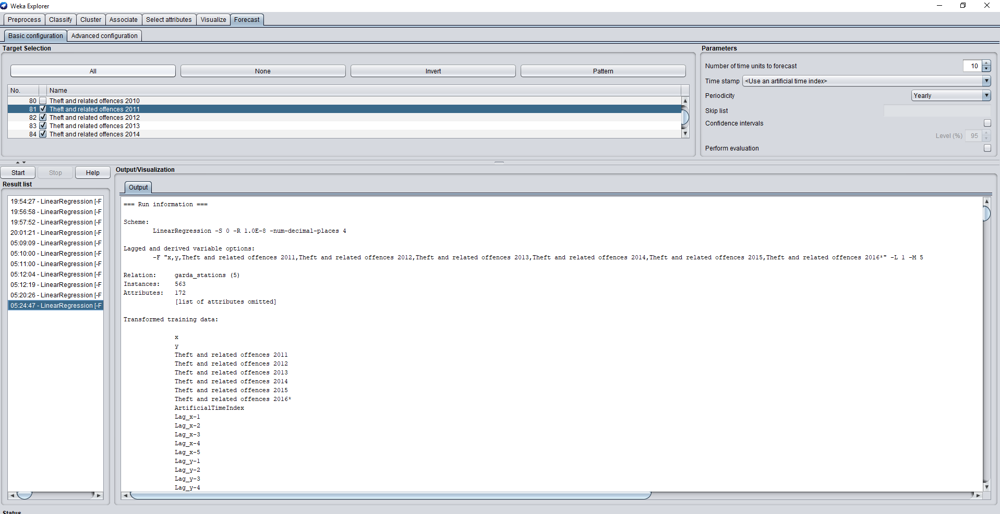 Weka Explorer
Preprocess Classify Cluster Associate Select attributes Visualize Forecast
Basic configuration Advanced configuration
Target Selection
All None Invert Pattern
No. Name
80 Theft and related offences 2010
81 Theft and related offences 2011
82 Theft and related offences 2012
83 Theft and related offences 2013
84 Theft and related offences 2014
Parameters
Number of time units to forecast 10
Time stamp <Use an artificial time index>
Periodicity Yearly
Skip list
Confidence intervals
Level (%) 95
Perform evaluation
Start Stop Help
Result list
19:54:27 - LinearRegression [-F
19:56:58 - LinearRegression [-F
19:57:52 - LinearRegression [-F
20:01:21 - LinearRegression [-F
05:09:09 - LinearRegression [-F
05:10:00 - LinearRegression [-F
05:11:00 - LinearRegression [-F
05:12:04 - LinearRegression [-F
05:12:19 - LinearRegression [-F
05:20:26 - LinearRegression [-F
05:24:47 - LinearRegression [-F
Output/Visualization
Output
=== Run information ===
Scheme:
LinearRegression -S 0 -R 1.0E-8 -num-decimal-places 4
Lagged and derived variable options:
-F "x,y,Theft and related offences 2011,Theft and related offences 2012,Theft and related offences 2013,Theft and related offences 2014,Theft and related offences 2015,Theft and related offences 2016*" -L 1 -M 5
Relation: garda_stations (5)
Instances: 563
Attributes: 172
[list of attributes omitted]
Transformed training data:
x
y
Theft and related offences 2011
Theft and related offences 2012
Theft and related offences 2013
Theft and related offences 2014
Theft and related offences 2015
Theft and related offences 2016*
ArtificialTimeIndex
Lag_x-1
Lag_x-2
Lag_x-3
Lag_x-4
Lag_x-5
Lag_y-1
Lag_y-2
Lag_y-3
Lag_y-4
Status